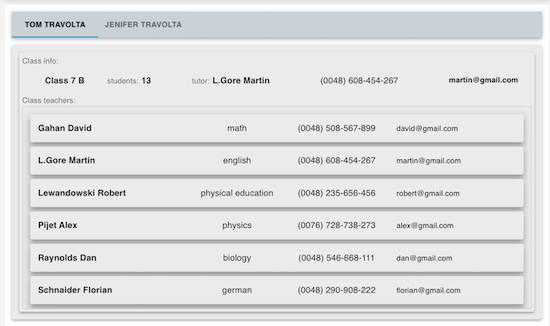 TOM TRAVOLTA JENIFER TRAVOLTA
Class info:
Class 7 B students: 13 tutor: L.Gore Martin (0048) 608-454-267 martin@gmail.com
Class teachers:
Gahan David math (0048) 508-567-899 david@gmail.com
L.Gore Martin english (0048) 608-454-267 martin@gmail.com
Lewandowski Robert physical education (0048) 235-656-456 robert@gmail.com
Pijet Alex physics (0076) 728-738-273 alex@gmail.com
Raynolds Dan biology (0048) 546-668-111 dan@gmail.com
Schnaider Florian german (0048) 290-908-222 florian@gmail.com